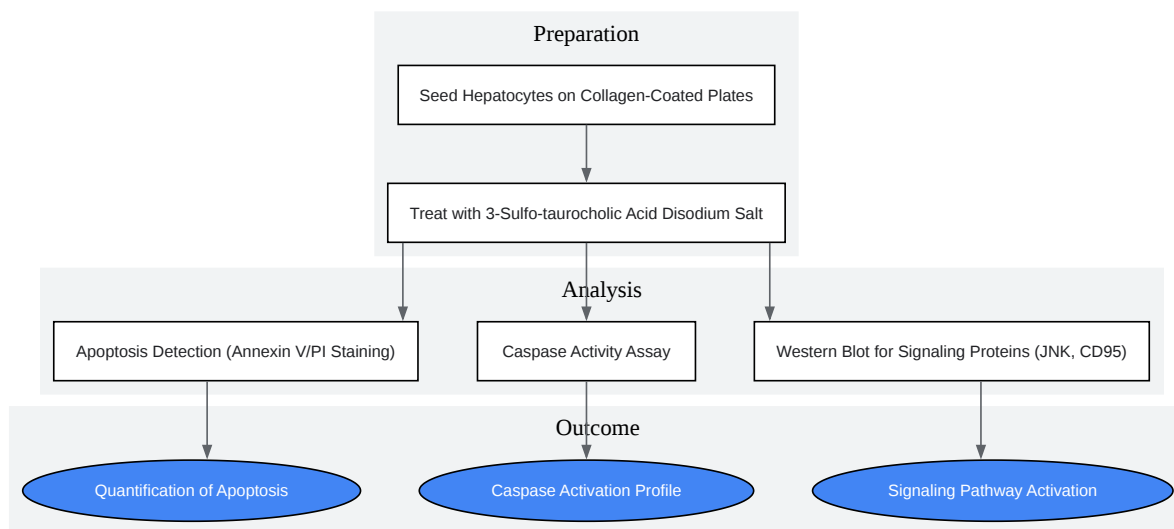 Preparation
Seed Hepatocytes on Collagen-Coated Plates
Treat with 3-Sulfo-taurocholic Acid Disodium Salt
Analysis
Apoptosis Detection (Annexin V/PI Staining)
Caspase Activity Assay
Western Blot for Signaling Proteins (JNK, CD95)
Outcome
Quantification of Apoptosis
Caspase Activation Profile
Signaling Pathway Activation